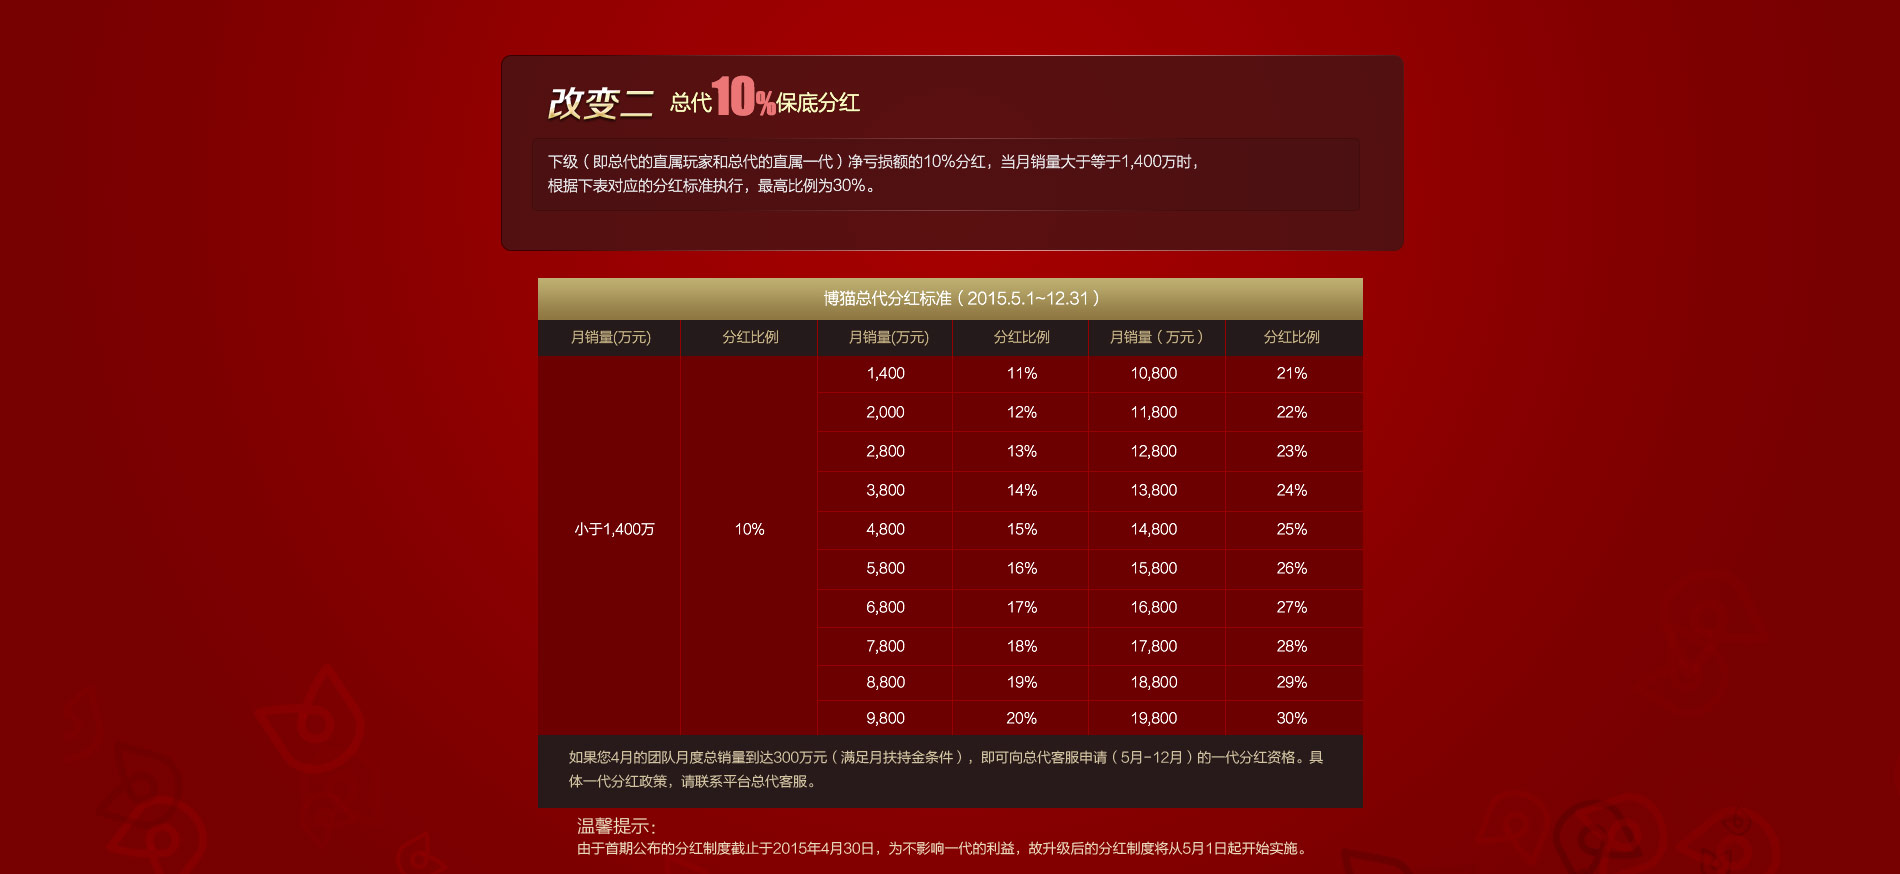 改变二 总代10%保底分红
下级（即总代的直属玩家和总代的直属一代）净亏损额的10%分红，当月销量大于等于1,400万时，
根据下表对应的分红标准执行，最高比例为30%。
博猫总代分红标准（2015.5.1~12.31）
月销量(万元) 分红比例 月销量(万元) 分红比例 月销量（万元） 分红比例
1,400 11% 10,800 21%
2,000 12% 11,800 22%
2,800 13% 12,800 23%
3,800 14% 13,800 24%
小于1,400万 10% 4,800 15% 14,800 25%
5,800 16% 15,800 26%
6,800 17% 16,800 27%
7,800 18% 17,800 28%
8,800 19% 18,800 29%
9,800 20% 19,800 30%
如果您4月的团队月度总销量到达300万元（满足月扶持金条件），即可向总代客服申请（5月-12月）的一代分红资格。具
体一代分红政策，请联系平台总代客服。
温馨提示：
由于首期公布的分红制度截止于2015年4月30日，为不影响一代的利益，故升级后的分红制度将从5月1日起开始实施。